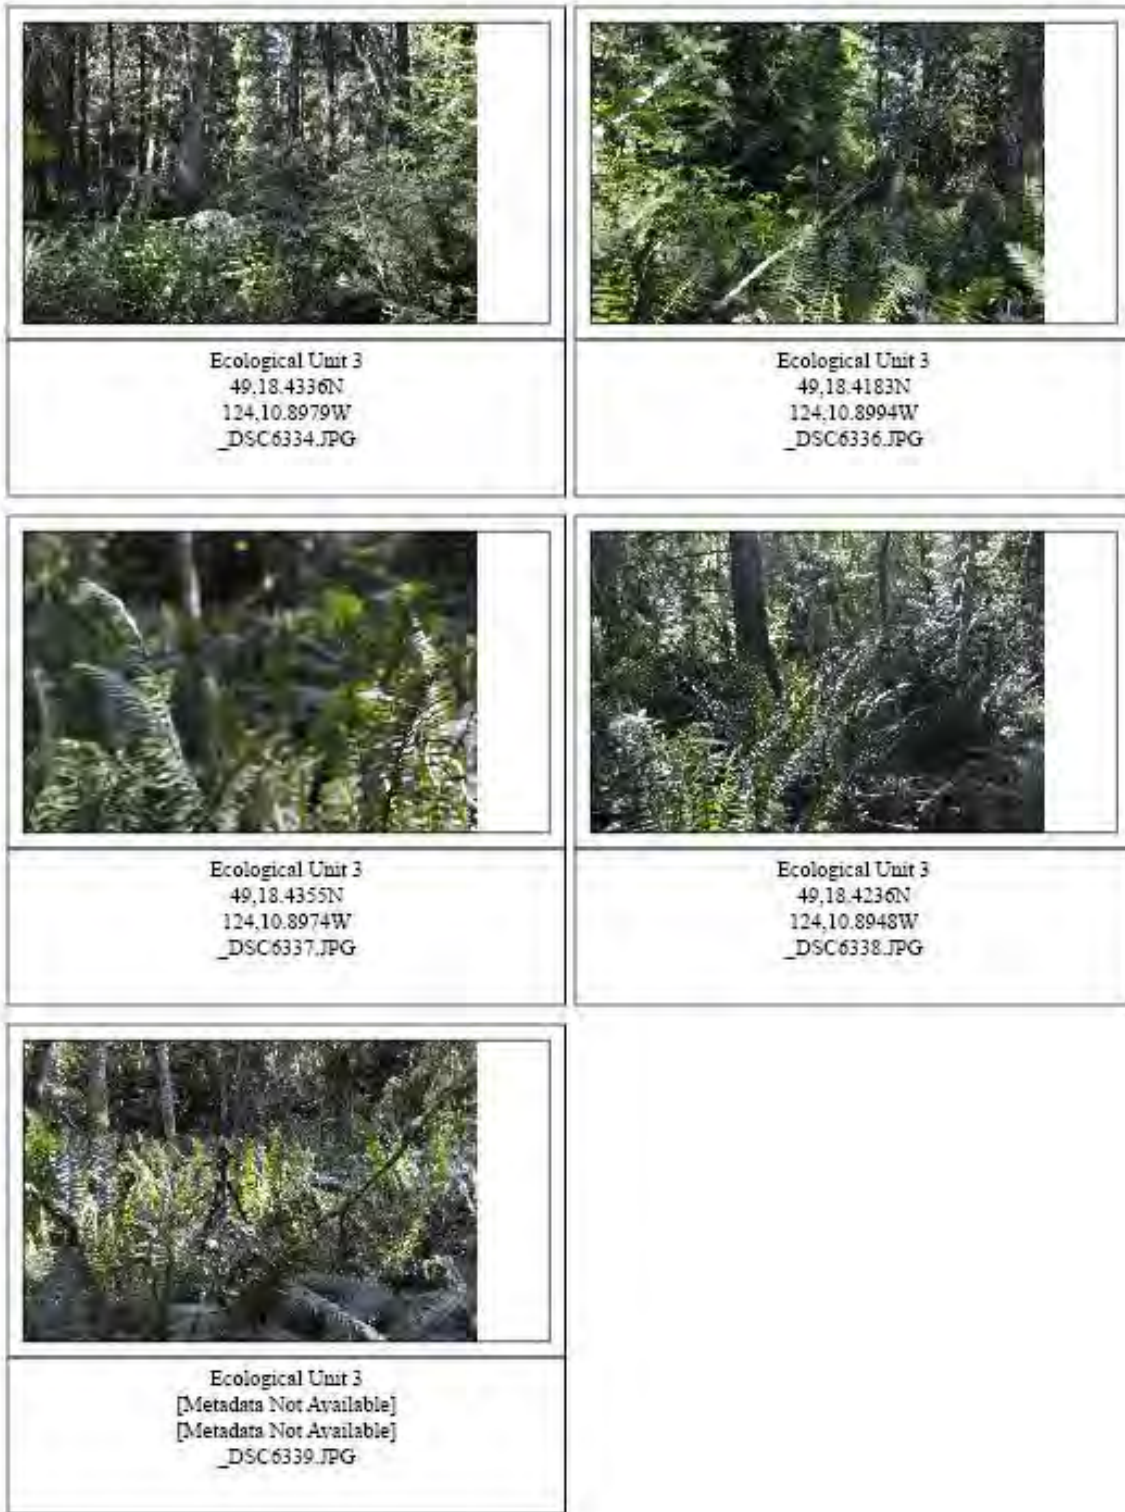 Ecological Unit 3
49,18.4336N
124,10.8979W
_DSC6334.JPG
Ecological Unit 3
49,18.4183N
124,10.8994W
_DSC6336.JPG
Ecological Unit 3
49,18.4355N
124,10.8974W
_DSC6337.JPG
Ecological Unit 3
49,18.4236N
124,10.8948W
_DSC6338.JPG
Ecological Unit 3
[Metadata Not Available]
[Metadata Not Available]
_DSC6339.JPG